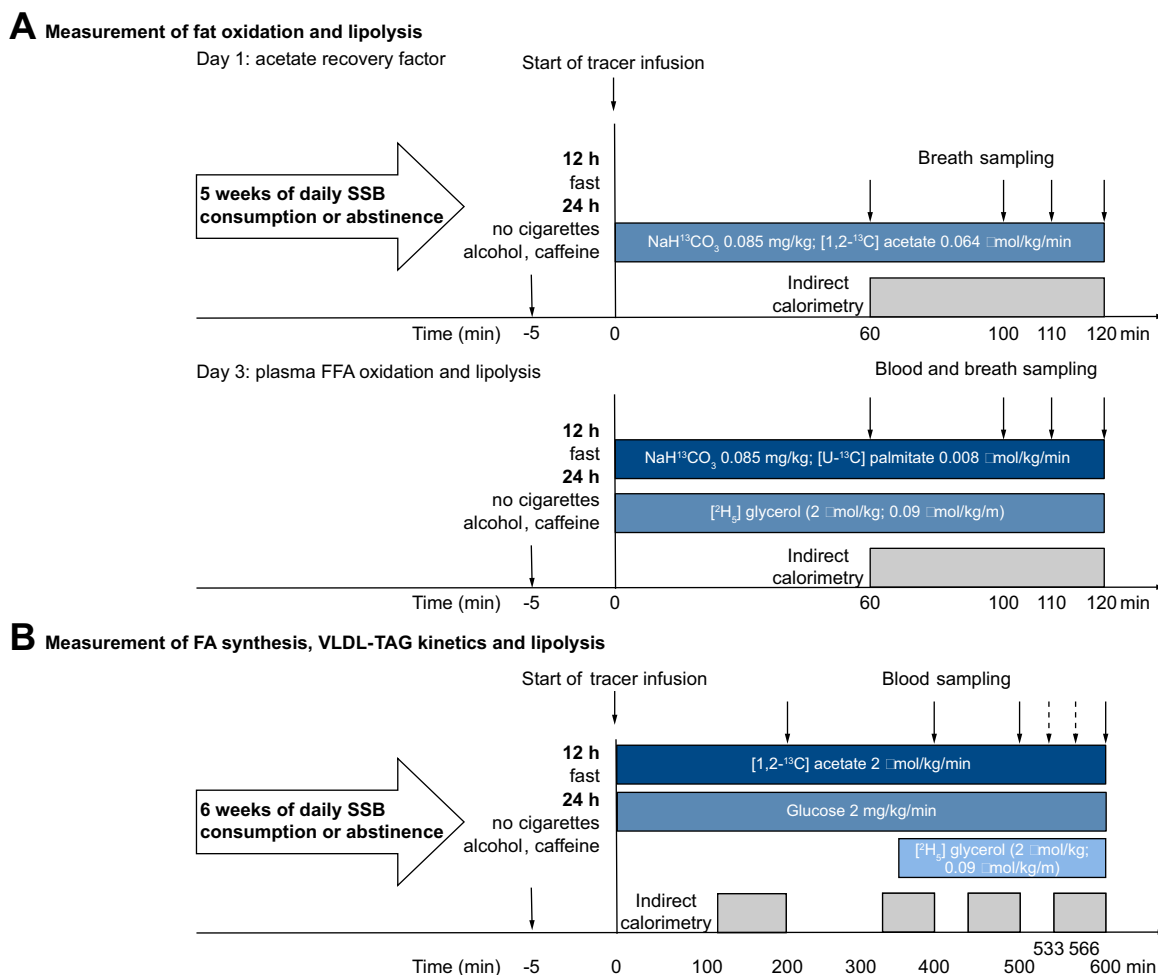 A Measurement of fat oxidation and lipolysis
Day 1: acetate recovery factor
Start of tracer infusion
5 weeks of daily SSB
consumption or abstinence
12 h
fast
24 h
no cigarettes
alcohol, caffeine
Breath sampling
NaH¹³CO₃ 0.085 mg/kg; [1,2-¹³C] acetate 0.064 □mol/kg/min
Indirect
calorimetry
Time (min) -5 0 60 100 110 120 min
Day 3: plasma FFA oxidation and lipolysis
Blood and breath sampling
12 h
fast
24 h
no cigarettes
alcohol, caffeine
NaH¹³CO₃ 0.085 mg/kg; [U-¹³C] palmitate 0.008 □mol/kg/min
[²H₅] glycerol (2 □mol/kg; 0.09 □mol/kg/m)
Indirect
calorimetry
Time (min) -5 0 60 100 110 120 min
B Measurement of FA synthesis, VLDL-TAG kinetics and lipolysis
Start of tracer infusion
Blood sampling
6 weeks of daily SSB
consumption or abstinence
12 h
fast
24 h
no cigarettes
alcohol, caffeine
[1,2-¹³C] acetate 2 □mol/kg/min
Glucose 2 mg/kg/min
[²H₅] glycerol (2 □mol/kg;
0.09 □mol/kg/m)
Indirect
calorimetry
533 566
Time (min) -5 0 100 200 300 400 500 600 min